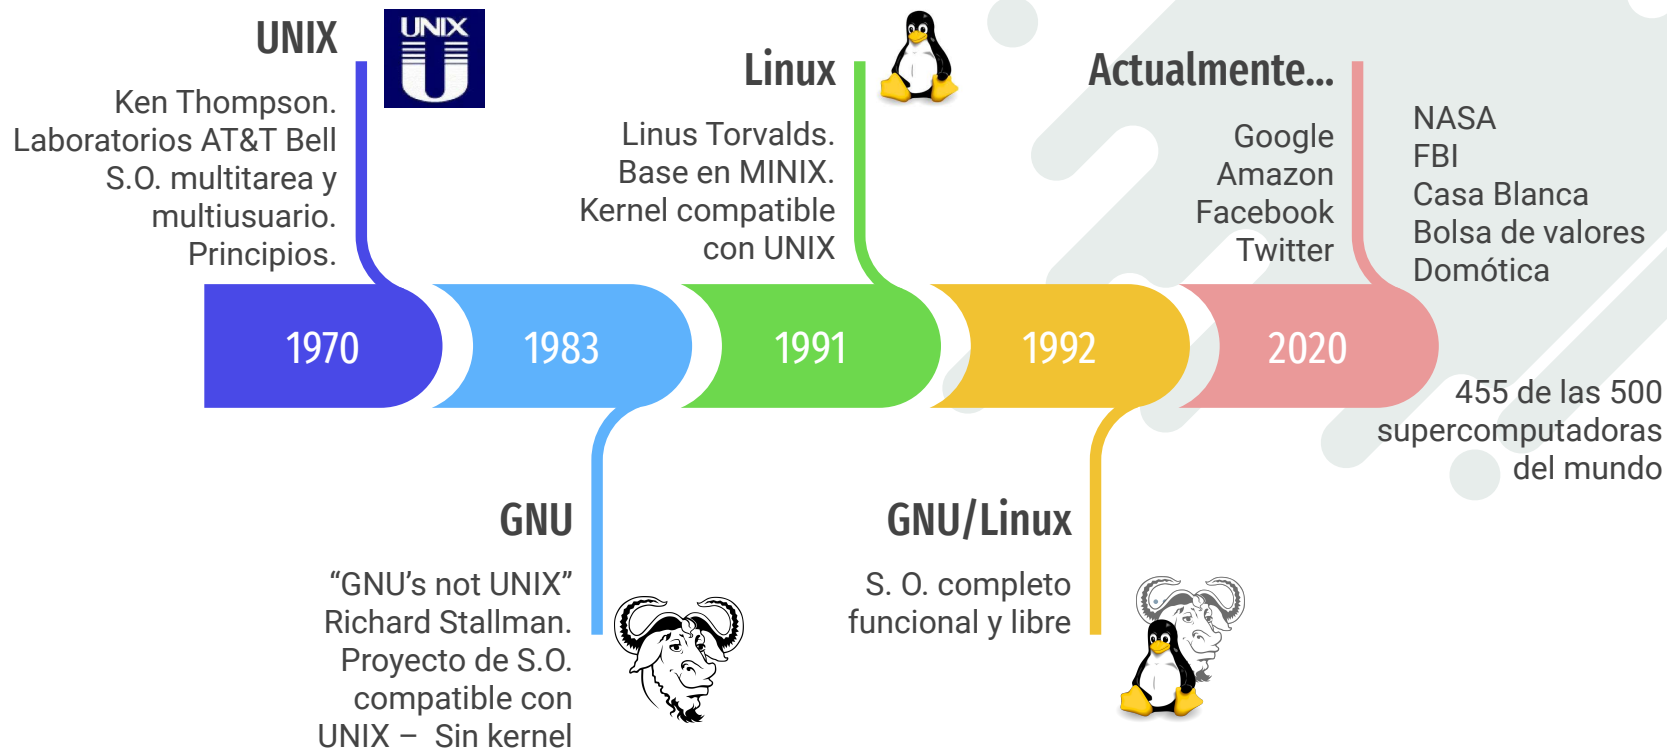 UNIX
UNIX
Ken Thompson.
Laboratorios AT&T Bell
S.O. multitarea y
multiusuario.
Principios.
Linux
Linus Torvalds.
Base en MINIX.
Kernel compatible
con UNIX
Actualmente...
Google
Amazon
Facebook
Twitter
NASA
FBI
Casa Blanca
Bolsa de valores
Domótica
1970
1983
1991
1992
2020
455 de las 500
supercomputadoras
del mundo
GNU
“GNU’s not UNIX”
Richard Stallman.
Proyecto de S.O.
compatible con
UNIX – Sin kernel
GNU/Linux
S. O. completo
funcional y libre